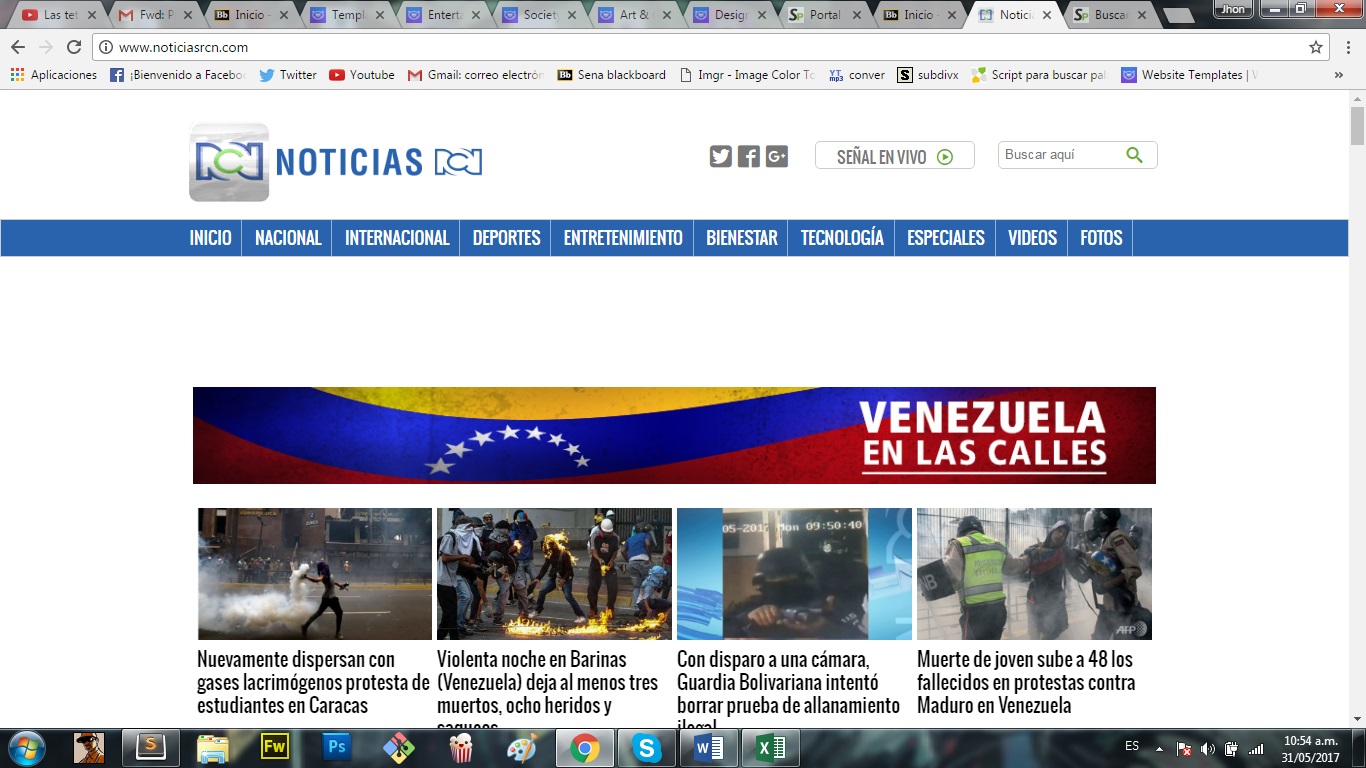 Las tet
Fwd: P
Inicio -
Templ
Entert
Society
Art &
Design
Portal
Inicio
Notici
Buscar
Jhon
www.noticiasrcn.com
Aplicaciones
¡Bienvenido a Facebo
Twitter
Youtube
Gmail: correo electrón
Sena blackboard
Imgr - Image Color To
conver
subdivx
Script para buscar pal
Website Templates | W
»
NOTICIAS RCN
SEÑAL EN VIVO
Buscar aquí
INICIO
NACIONAL
INTERNACIONAL
DEPORTES
ENTRETENIMIENTO
BIENESTAR
TECNOLOGÍA
ESPECIALES
VIDEOS
FOTOS
VENEZUELA
EN LAS CALLES
05-2017 Mon 09:50:40
AFP
Nuevamente dispersan con
gases lacrimógenos protesta de
estudiantes en Caracas
Violenta noche en Barinas
(Venezuela) deja al menos tres
muertos, ocho heridos y
saqueos
Con disparo a una cámara,
Guardia Bolivariana intentó
borrar prueba de allanamiento
ilegal
Muerte de joven sube a 48 los
fallecidos en protestas contra
Maduro en Venezuela
Fw
Ps
ES
10:54 a.m.
31/05/2017